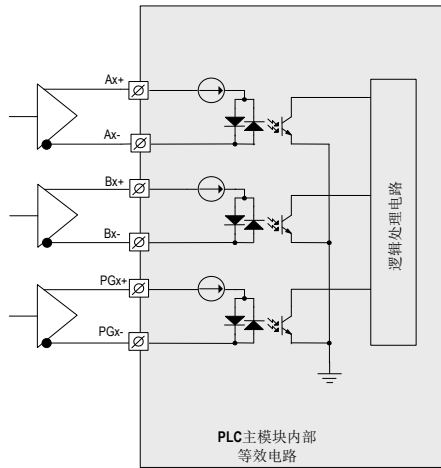 Ax+
Ax-
Bx+
Bx-
PGx+
PGx-
逻辑处理电路
PLC主模块内部
等效电路